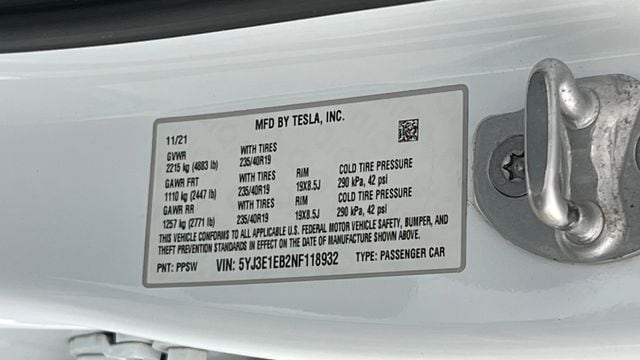 MFD BY TESLA, INC.
11/21
GVWR WITH TIRES
2215 kg (4883 lb) 235/40R19
GAWR FRT WITH TIRES RIM COLD TIRE PRESSURE
1110 kg (2447 lb) 235/40R19 19X8.5J 290 kPa, 42 psi
GAWR RR WITH TIRES RIM COLD TIRE PRESSURE
1257 kg (2771 lb) 235/40R19 19X8.5J 290 kPa, 42 psi
THIS VEHICLE CONFORMS TO ALL APPLICABLE U.S. FEDERAL MOTOR VEHICLE SAFETY, BUMPER, AND
THEFT PREVENTION STANDARDS IN EFFECT ON THE DATE OF MANUFACTURE SHOWN ABOVE.
PNT: PPSW VIN: 5YJ3E1EB2NF118932 TYPE: PASSENGER CAR